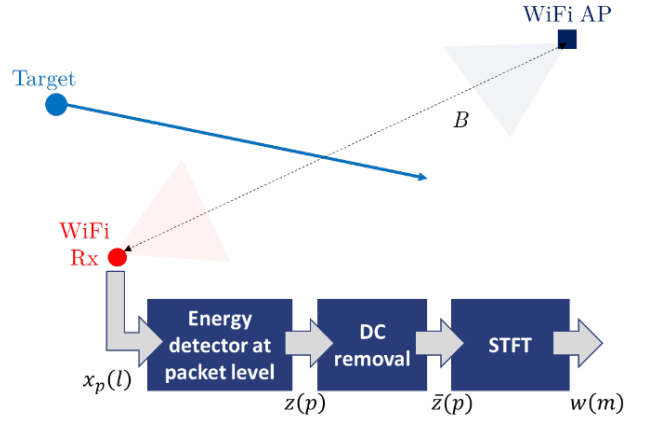 WiFi AP
Target
B
WiFi
Rx
Energy
detector at
packet level
DC
removal
STFT
x_p(l)
z(p)
z̄(p)
w(m)